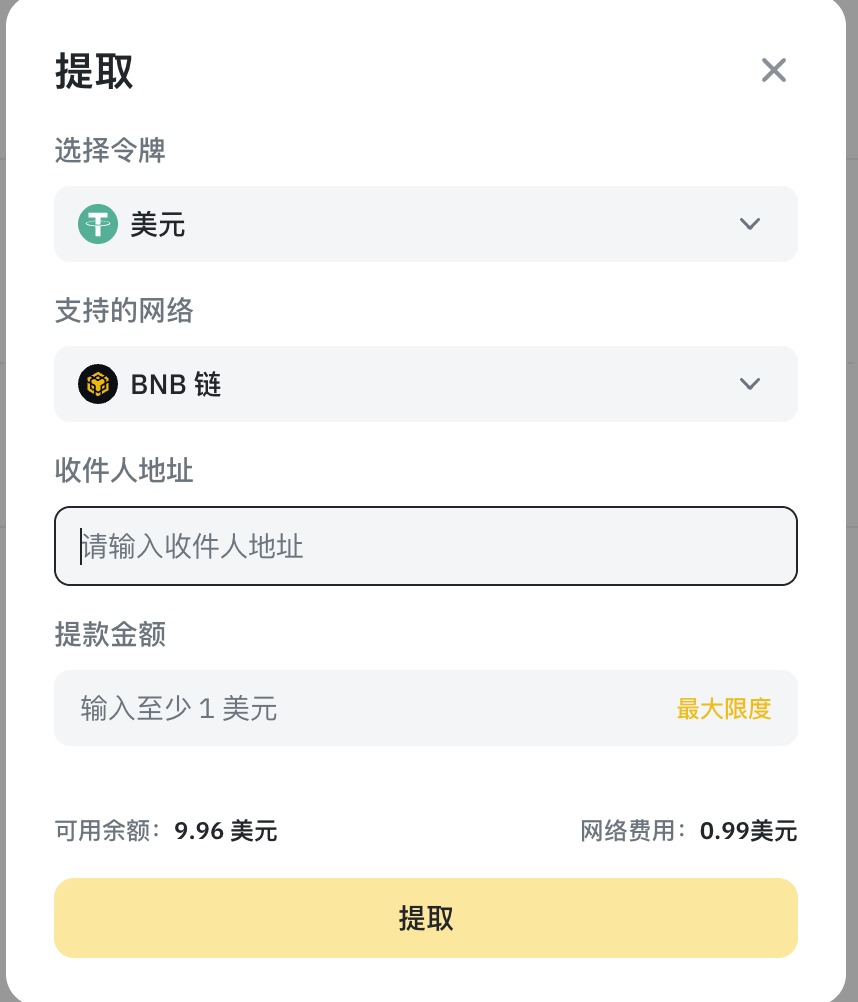 提取
选择令牌
美元
支持的网络
BNB 链
收件人地址
请输入收件人地址
提款金额
输入至少 1 美元 最大限度
可用余额：9.96 美元 网络费用：0.99美元
提取